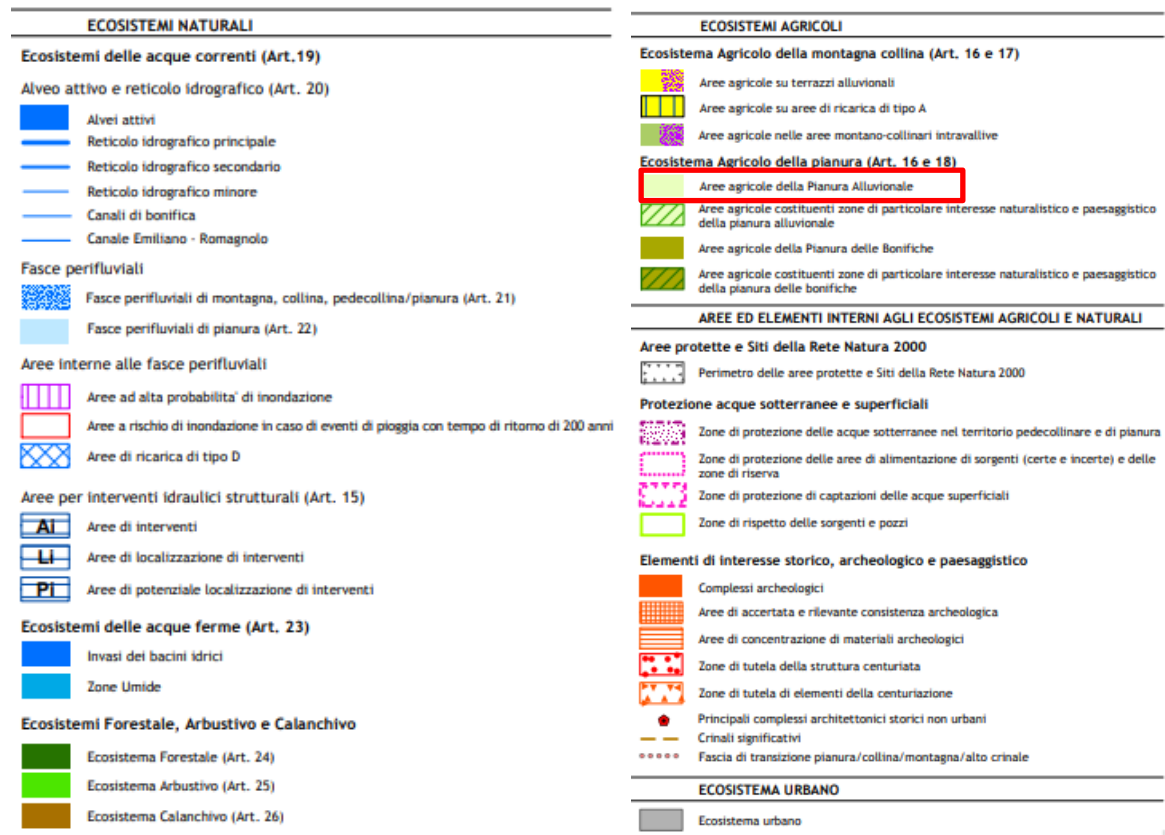 ECOSISTEMI NATURALI
Ecosistemi delle acque correnti (Art.19)
Alveo attivo e reticolo idrografico (Art. 20)
Alvei attivi
Reticolo idrografico principale
Reticolo idrografico secondario
Reticolo idrografico minore
Canali di bonifica
Canale Emiliano - Romagnolo
Fasce perifluviali
Fasce perifluviali di montagna, collina, pedecollina/pianura (Art. 21)
Fasce perifluviali di pianura (Art. 22)
Aree interne alle fasce perifluviali
Aree ad alta probabilita' di inondazione
Aree a rischio di inondazione in caso di eventi di pioggia con tempo di ritorno di 200 anni
Aree di ricarica di tipo D
Aree per interventi idraulici strutturali (Art. 15)
Ai Aree di interventi
Li Aree di localizzazione di interventi
Pi Aree di potenziale localizzazione di interventi
Ecosistemi delle acque ferme (Art. 23)
Invasi dei bacini idrici
Zone Umide
Ecosistemi Forestale, Arbustivo e Calanchivo
Ecosistema Forestale (Art. 24)
Ecosistema Arbustivo (Art. 25)
Ecosistema Calanchivo (Art. 26)
ECOSISTEMI AGRICOLI
Ecosistema Agricolo della montagna collina (Art. 16 e 17)
Aree agricole su terrazzi alluvionali
Aree agricole su aree di ricarica di tipo A
Aree agricole nelle aree montano-collinari intravallive
Ecosistema Agricolo della pianura (Art. 16 e 18)
Aree agricole della Pianura Alluvionale
Aree agricole costituenti zone di particolare interesse naturalistico e paesaggistico
della pianura alluvionale
Aree agricole della Pianura delle Bonifiche
Aree agricole costituenti zone di particolare interesse naturalistico e paesaggistico
della pianura delle bonifiche
AREE ED ELEMENTI INTERNI AGLI ECOSISTEMI AGRICOLI E NATURALI
Aree protette e Siti della Rete Natura 2000
Perimetro delle aree protette e Siti della Rete Natura 2000
Protezione acque sotterranee e superficiali
Zone di protezione delle acque sotterranee nel territorio pedecollinare e di pianura
Zone di protezione delle aree di alimentazione di sorgenti (certe e incerte) e delle
zone di riserva
Zone di protezione di captazioni delle acque superficiali
Zone di rispetto delle sorgenti e pozzi
Elementi di interesse storico, archeologico e paesaggistico
Complessi archeologici
Aree di accertata e rilevante consistenza archeologica
Aree di concentrazione di materiali archeologici
Zone di tutela della struttura centuriata
Zone di tutela di elementi della centuriazione
Principali complessi architettonici storici non urbani
Crinali significativi
Fascia di transizione pianura/collina/montagna/alto crinale
ECOSISTEMA URBANO
Ecosistema urbano